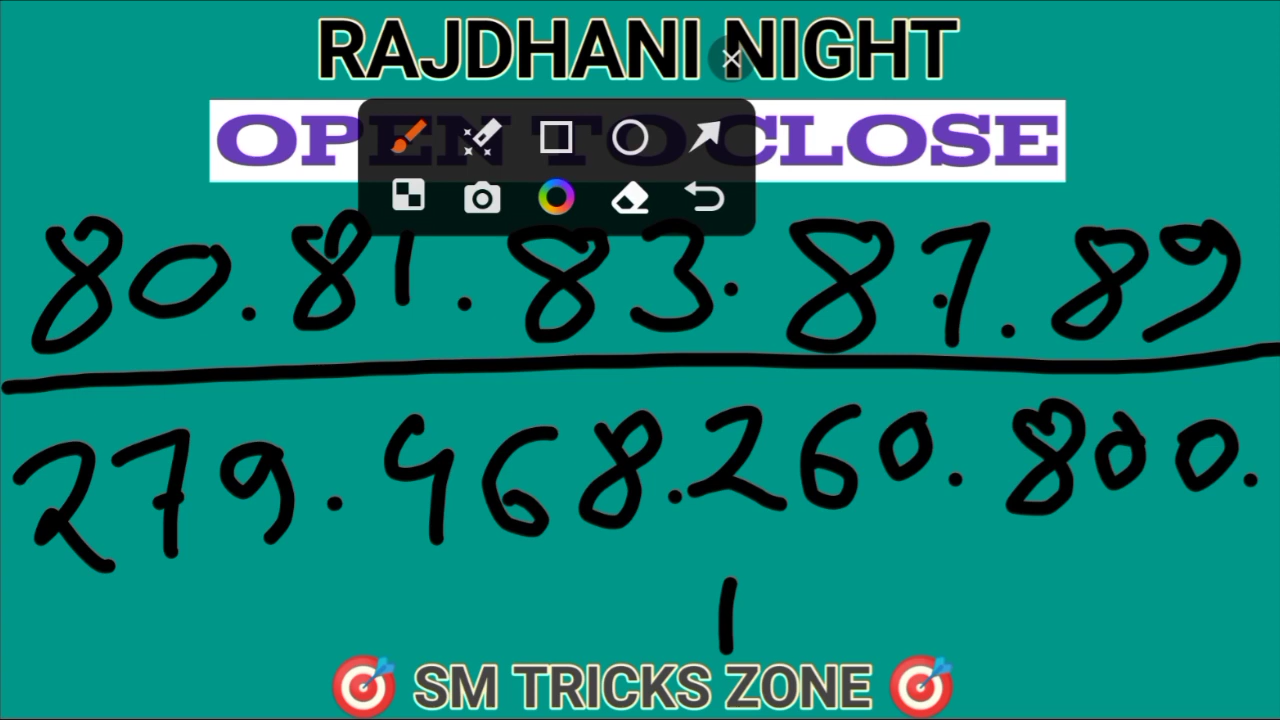 RAJDHANI NIGHT
OPEN TO CLOSE
80. 81. 83. 87. 89
279. 468. 260. 800.
1
SM TRICKS ZONE